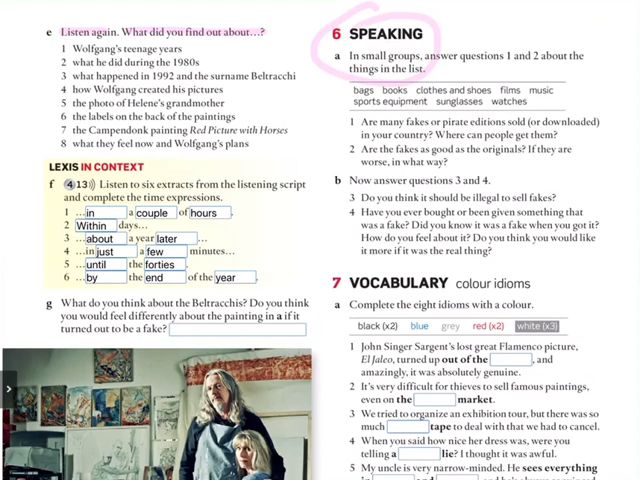 e Listen again. What did you find out about…?
1 Wolfgang's teenage years
2 what he did during the 1980s
3 what happened in 1992 and the surname Beltracchi
4 how Wolfgang created his pictures
5 the photo of Helene's grandmother
6 the labels on the back of the paintings
7 the Campendonk painting Red Picture with Horses
8 what they feel now and Wolfgang's plans
LEXIS IN CONTEXT
f 4 13)) Listen to six extracts from the listening script
and complete the time expressions.
1 …in a couple of hours.
2 Within days…
3 …about a year later…
4 …in just a few minutes…
5 …until the forties.
6 …by the end of the year.
g What do you think about the Beltracchis? Do you think
you would feel differently about the painting in a if it
turned out to be a fake?
6 SPEAKING
a In small groups, answer questions 1 and 2 about the
things in the list.
bags books clothes and shoes films music
sports equipment sunglasses watches
1 Are many fakes or pirate editions sold (or downloaded)
in your country? Where can people get them?
2 Are the fakes as good as the originals? If they are
worse, in what way?
b Now answer questions 3 and 4.
3 Do you think it should be illegal to sell fakes?
4 Have you ever bought or been given something that
was a fake? Did you know it was a fake when you got it?
How do you feel about it? Do you think you would like
it more if it was the real thing?
7 VOCABULARY colour idioms
a Complete the eight idioms with a colour.
black (x2) blue grey red (x2) white (x3)
1 John Singer Sargent's lost great Flamenco picture,
El Jaleo, turned up out of the , and
amazingly, it was absolutely genuine.
2 It's very difficult for thieves to sell famous paintings,
even on the market.
3 We tried to organize an exhibition tour, but there was so
much tape to deal with that we had to cancel.
4 When you said how nice her dress was, were you
telling a lie? I thought it was awful.
5 My uncle is very narrow-minded. He sees everything